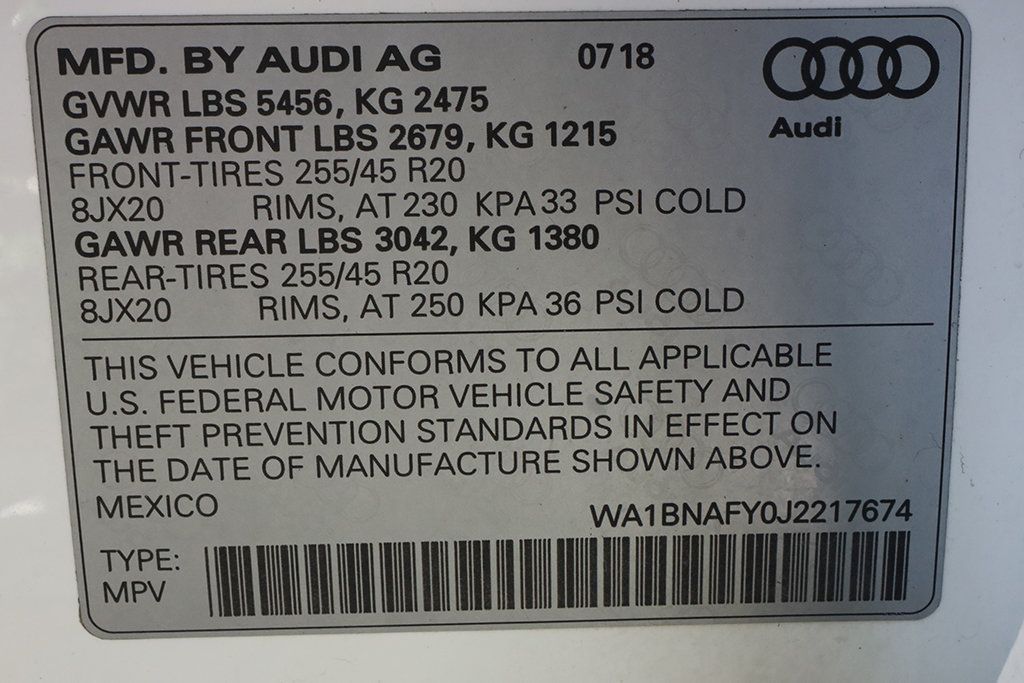 MFD. BY AUDI AG 0718
GVWR LBS 5456, KG 2475
GAWR FRONT LBS 2679, KG 1215
Audi
FRONT-TIRES 255/45 R20
8JX20 RIMS, AT 230 KPA 33 PSI COLD
GAWR REAR LBS 3042, KG 1380
REAR-TIRES 255/45 R20
8JX20 RIMS, AT 250 KPA 36 PSI COLD
THIS VEHICLE CONFORMS TO ALL APPLICABLE
U.S. FEDERAL MOTOR VEHICLE SAFETY AND
THEFT PREVENTION STANDARDS IN EFFECT ON
THE DATE OF MANUFACTURE SHOWN ABOVE.
MEXICO
WA1BNAFY0J2217674
TYPE:
MPV